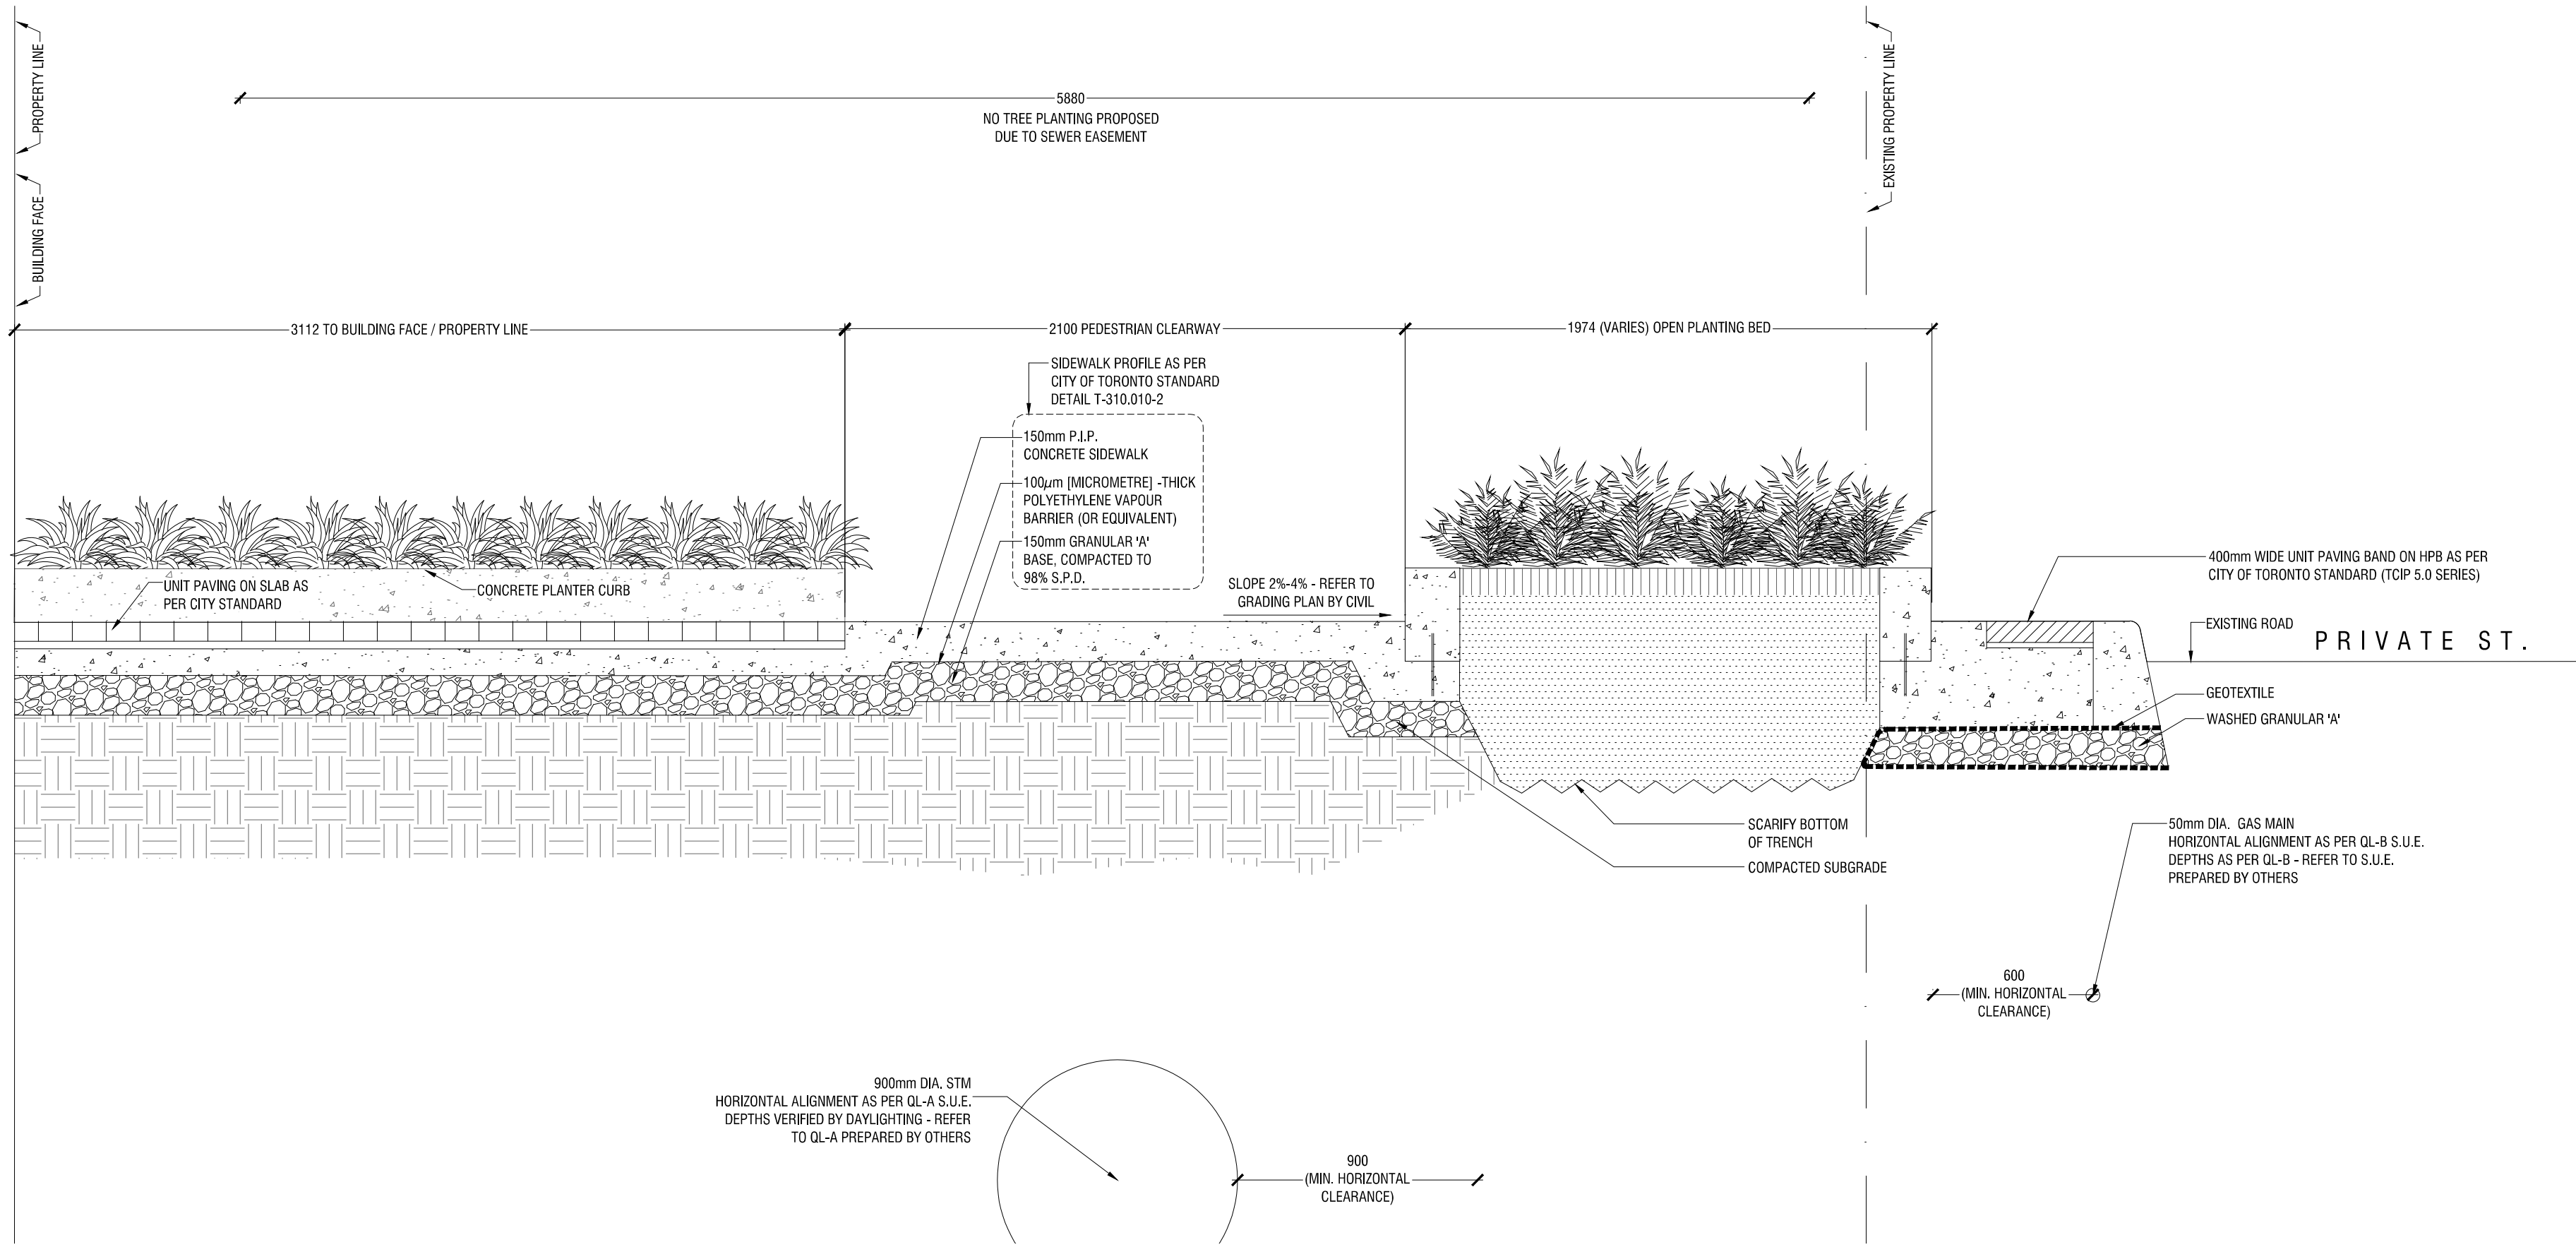 PROPERTY LINE
BUILDING FACE
EXISTING PROPERTY LINE
5880
NO TREE PLANTING PROPOSED
DUE TO SEWER EASEMENT
3112 TO BUILDING FACE / PROPERTY LINE
2100 PEDESTRIAN CLEARWAY
1974 (VARIES) OPEN PLANTING BED
SIDEWALK PROFILE AS PER
CITY OF TORONTO STANDARD
DETAIL T-310.010-2
150mm P.I.P.
CONCRETE SIDEWALK
100µm [MICROMETRE] -THICK
POLYETHYLENE VAPOUR
BARRIER (OR EQUIVALENT)
150mm GRANULAR 'A'
BASE, COMPACTED TO
98% S.P.D.
UNIT PAVING ON SLAB AS
PER CITY STANDARD
CONCRETE PLANTER CURB
SLOPE 2%-4% - REFER TO
GRADING PLAN BY CIVIL
400mm WIDE UNIT PAVING BAND ON HPB AS PER
CITY OF TORONTO STANDARD (TCIP 5.0 SERIES)
EXISTING ROAD
PRIVATE ST.
GEOTEXTILE
WASHED GRANULAR 'A'
SCARIFY BOTTOM
OF TRENCH
COMPACTED SUBGRADE
50mm DIA. GAS MAIN
HORIZONTAL ALIGNMENT AS PER QL-B S.U.E.
DEPTHS AS PER QL-B - REFER TO S.U.E.
PREPARED BY OTHERS
600
(MIN. HORIZONTAL
CLEARANCE)
900mm DIA. STM
HORIZONTAL ALIGNMENT AS PER QL-A S.U.E.
DEPTHS VERIFIED BY DAYLIGHTING - REFER
TO QL-A PREPARED BY OTHERS
900
(MIN. HORIZONTAL
CLEARANCE)